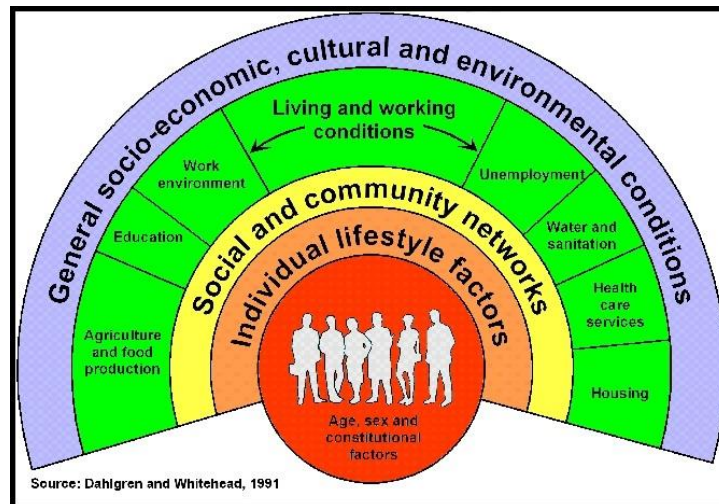 General socio-economic, cultural and environmental conditions
Living and working
conditions
Work
environment
Unemployment
Education
Water and
sanitation
Agriculture
and food
production
Health
care
services
Housing
Social and community networks
Individual lifestyle factors
Age, sex and
constitutional
factors
Source: Dahlgren and Whitehead, 1991